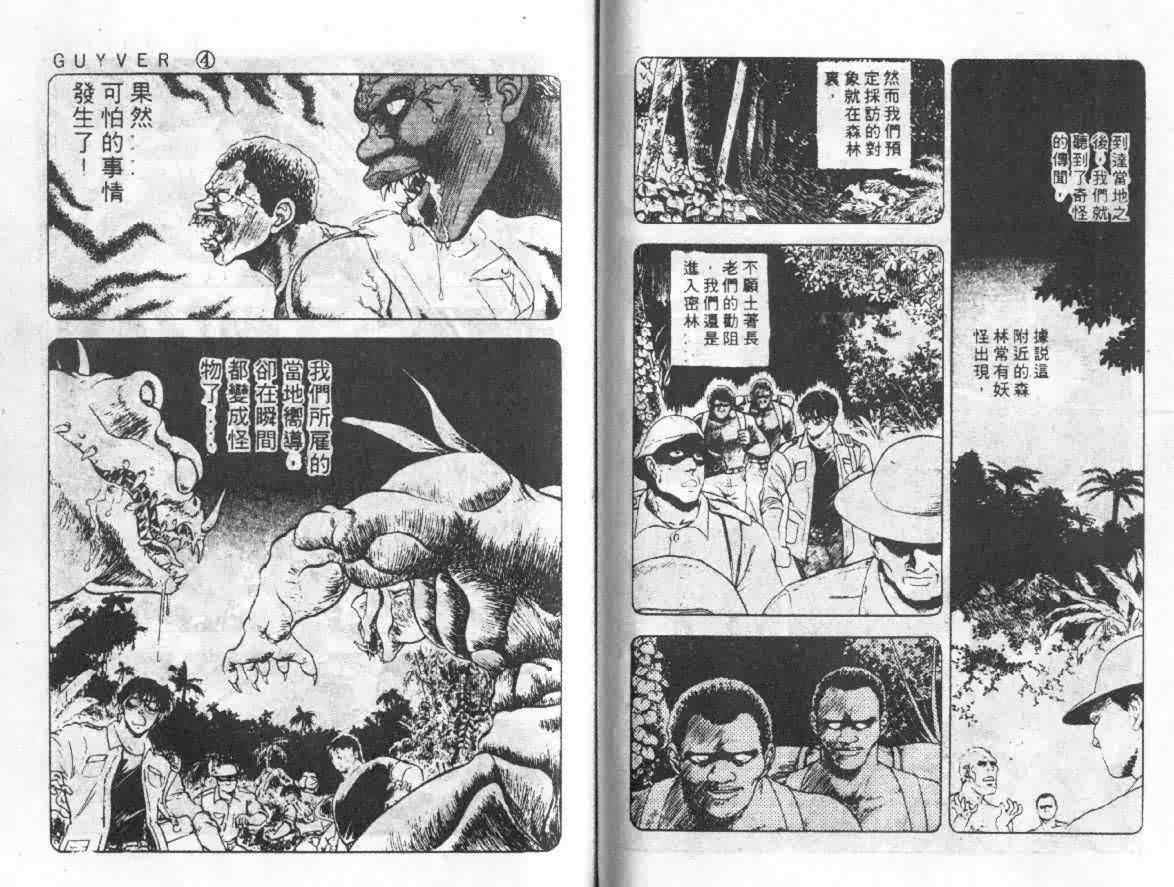 到達當地之
後，我們就
聽到了奇怪
的傳聞，
據説這
附近的森
林常有妖
怪出現，
然而我們預
定採訪的對
象就在森林
裏，
不願土著長
老們的勸阻
，我們還是
進入密林…
GUYVER ④
果然……
可怕的事情
發生了！
我們所雇的
當地嚮導，
卻在瞬間
都變成怪
物了……